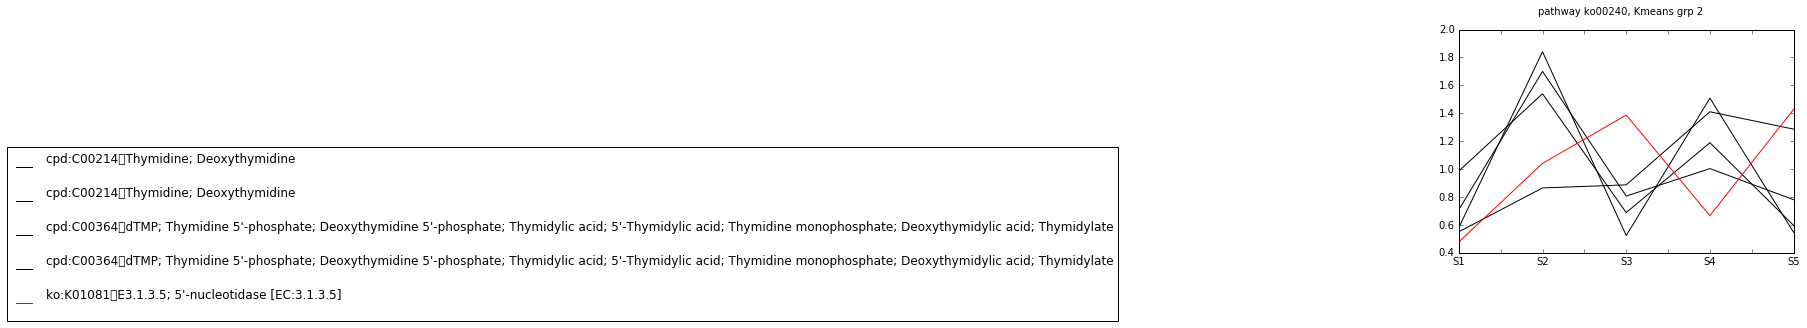 pathway ko00240, Kmeans grp 2
2.0
1.8
1.6
1.4
1.2
1.0
0.8
0.6
0.4
S1 S2 S3 S4 S5
cpd:C00214▯Thymidine; Deoxythymidine
cpd:C00214▯Thymidine; Deoxythymidine
cpd:C00364▯dTMP; Thymidine 5'-phosphate; Deoxythymidine 5'-phosphate; Thymidylic acid; 5'-Thymidylic acid; Thymidine monophosphate; Deoxythymidylic acid; Thymidylate
cpd:C00364▯dTMP; Thymidine 5'-phosphate; Deoxythymidine 5'-phosphate; Thymidylic acid; 5'-Thymidylic acid; Thymidine monophosphate; Deoxythymidylic acid; Thymidylate
ko:K01081▯E3.1.3.5; 5'-nucleotidase [EC:3.1.3.5]